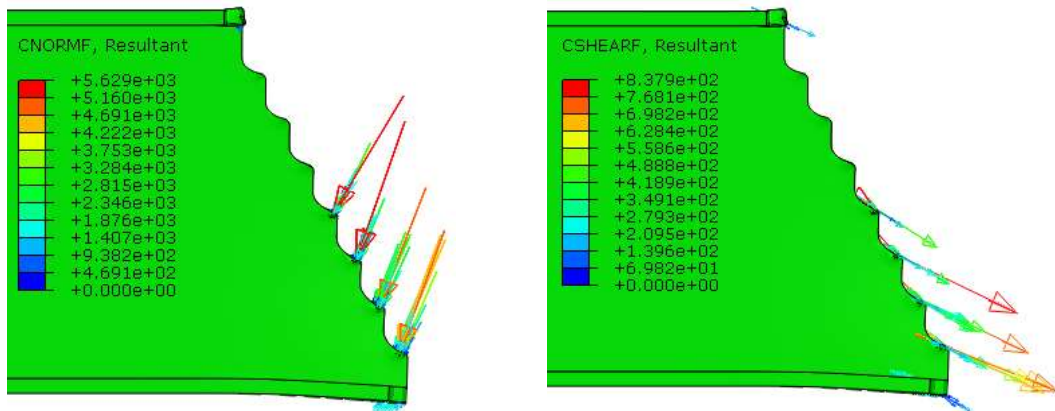 CNORMF, Resultant
+5.629e+03
+5.160e+03
+4.691e+03
+4.222e+03
+3.753e+03
+3.284e+03
+2.815e+03
+2.346e+03
+1.876e+03
+1.407e+03
+9.382e+02
+4.691e+02
+0.000e+00
CSHEARF, Resultant
+8.379e+02
+7.681e+02
+6.982e+02
+6.284e+02
+5.586e+02
+4.888e+02
+4.189e+02
+3.491e+02
+2.793e+02
+2.095e+02
+1.396e+02
+6.982e+01
+0.000e+00